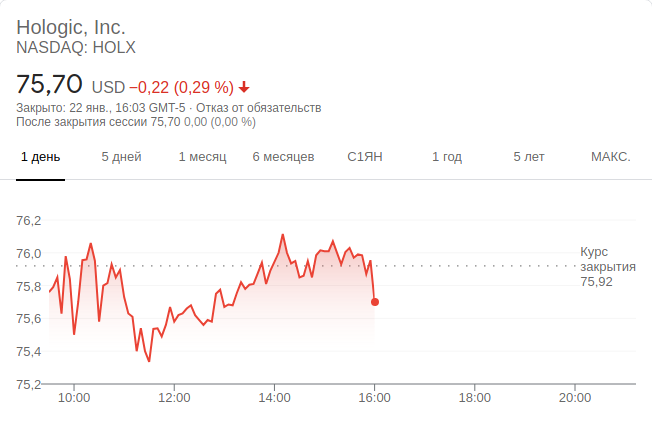 Hologic, Inc.
NASDAQ: HOLX
75,70 USD −0,22 (0,29 %)
Закрыто: 22 янв., 16:03 GMT-5 · Отказ от обязательств
После закрытия сессии 75,70 0,00 (0,00 %)
1 день 5 дней 1 месяц 6 месяцев С1ЯН 1 год 5 лет МАКС.
76,2
76,0
75,8
75,6
75,4
75,2
Курс
закрытия
75,92
10:00 12:00 14:00 16:00 18:00 20:00